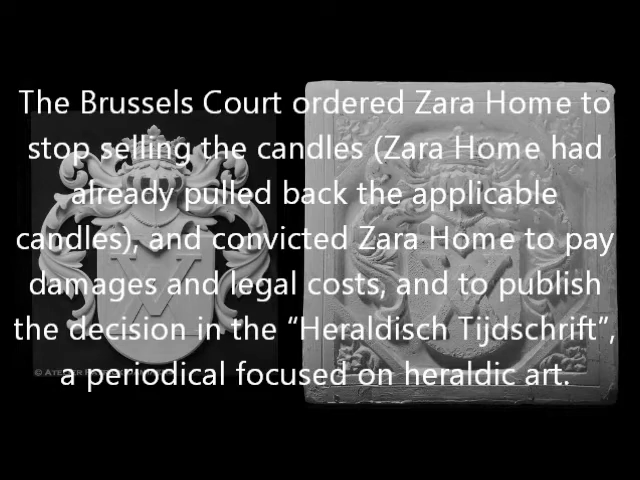 The Brussels Court ordered Zara Home to
stop selling the candles (Zara Home had
already pulled back the applicable
candles), and convicted Zara Home to pay
damages and legal costs, and to publish
the decision in the “Heraldisch Tijdschrift”,
a periodical focused on heraldic art.